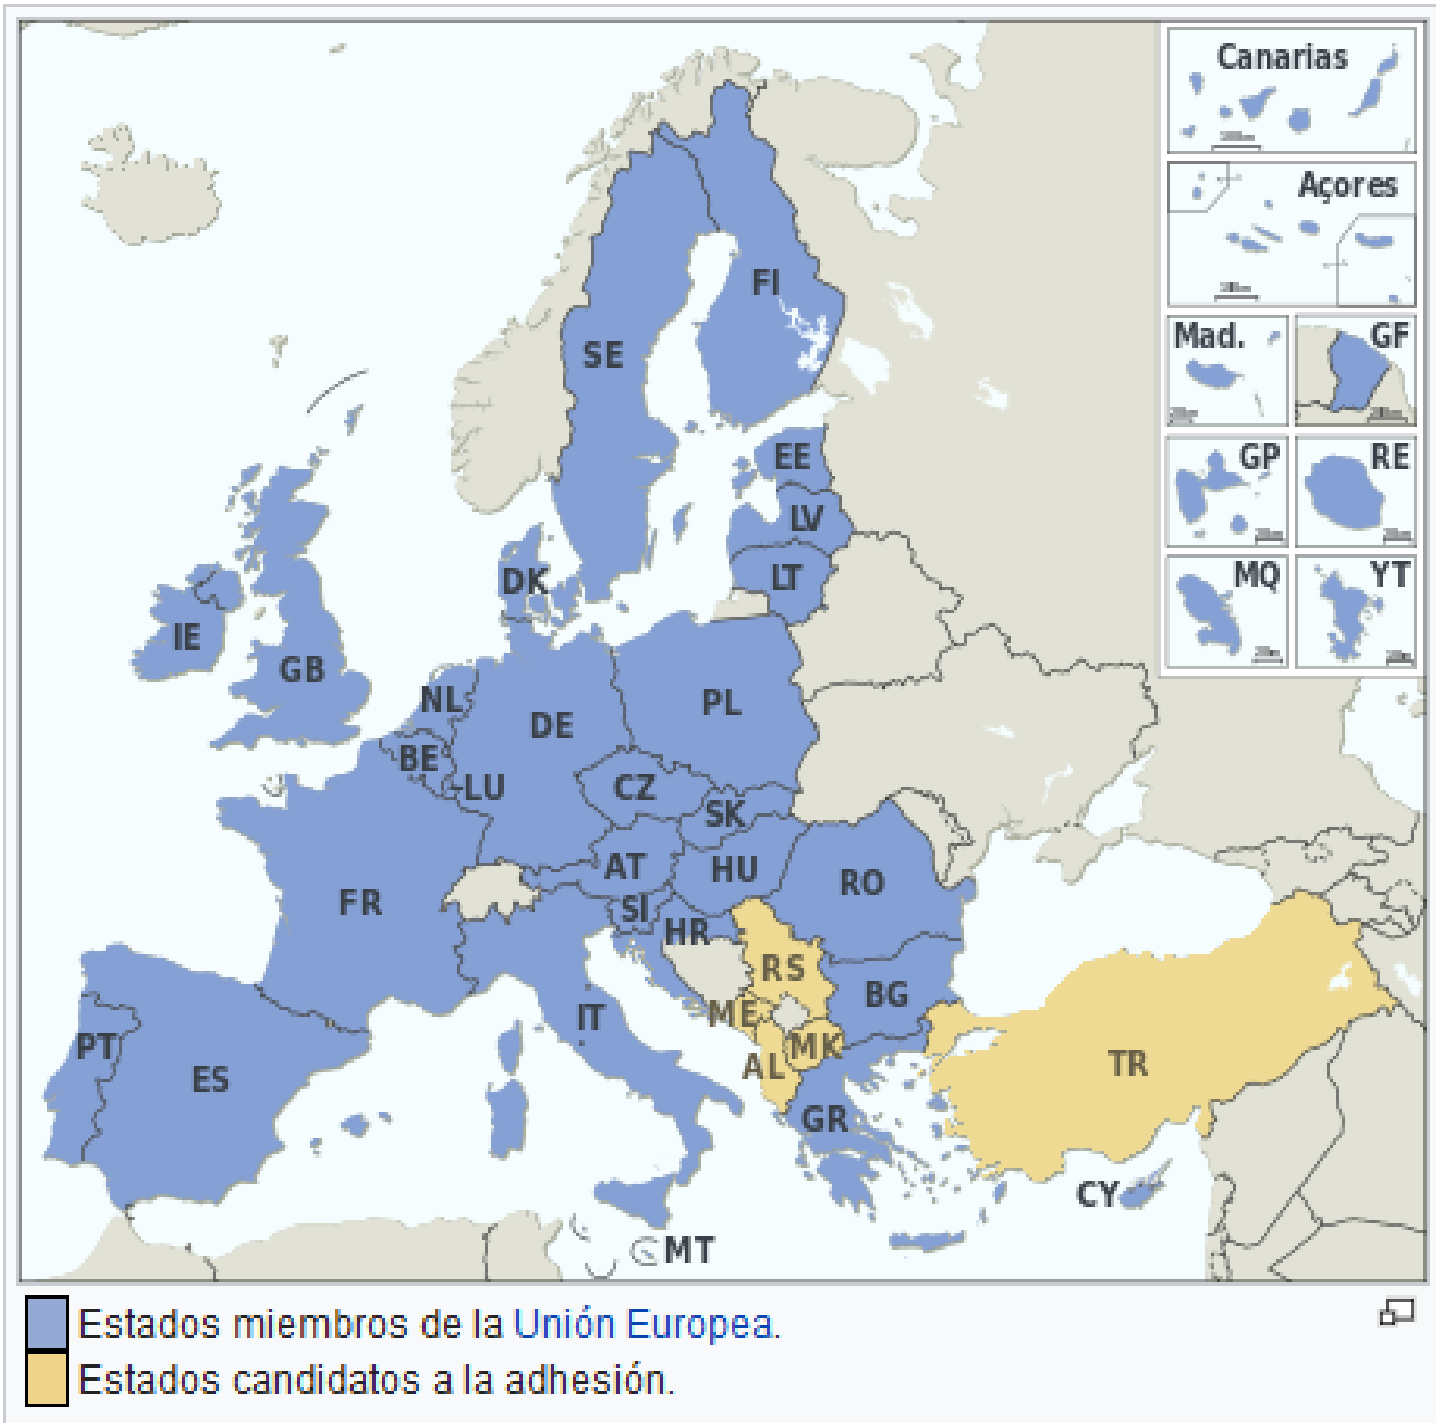 Canarias
Açores
Mad.
GF
GP
RE
MQ
YT
FI
SE
EE
LV
LT
DK
IE
GB
NL
PL
DE
BE
LU
CZ
SK
AT
HU
RO
FR
SI
HR
RS
BG
ME
MK
IT
PT
ES
AL
TR
GR
CY
MT
Estados miembros de la Unión Europea.
Estados candidatos a la adhesión.